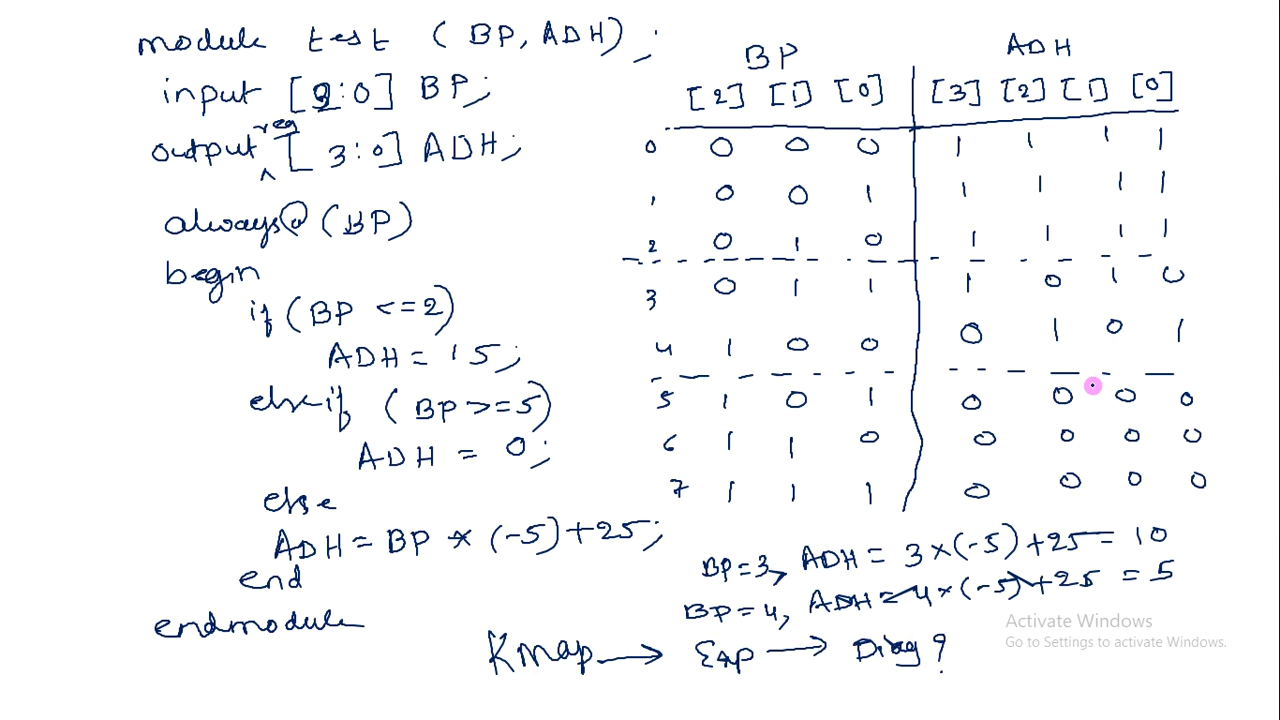 module test (BP, ADH);
input [2:0] BP;
output reg [3:0] ADH;
always@(BP)
begin
if (BP <=2)
ADH = 15;
else if (BP>=5)
ADH = 0;
else
ADH = BP * (-5)+25;
end
endmodule
BP ADH
[2] [1] [0] [3] [2] [1] [0]
0 0 0 0 1 1 1 1
1 0 0 1 1 1 1 1
2 0 1 0 1 1 1 1
3 0 1 1 1 0 1 0
4 1 0 0 0 1 0 1
5 1 0 1 0 0 0 0
6 1 1 0 0 0 0 0
7 1 1 1 0 0 0 0
BP=3, ADH = 3×(-5)+25 = 10
BP=4, ADH = 4×(-5)+25 = 5
Kmap → Exp → Diag?
Activate Windows
Go to Settings to activate Windows.